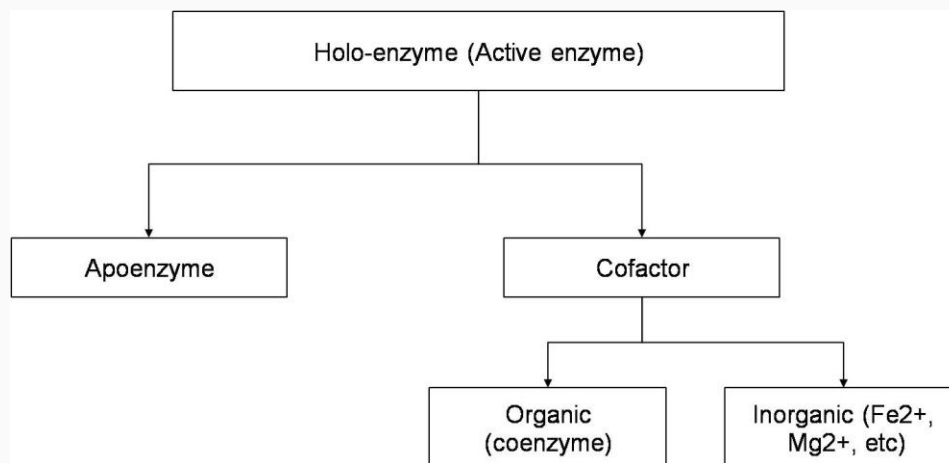 Holo-enzyme (Active enzyme)
Apoenzyme
Cofactor
Organic
(coenzyme)
Inorganic (Fe2+,
Mg2+, etc)